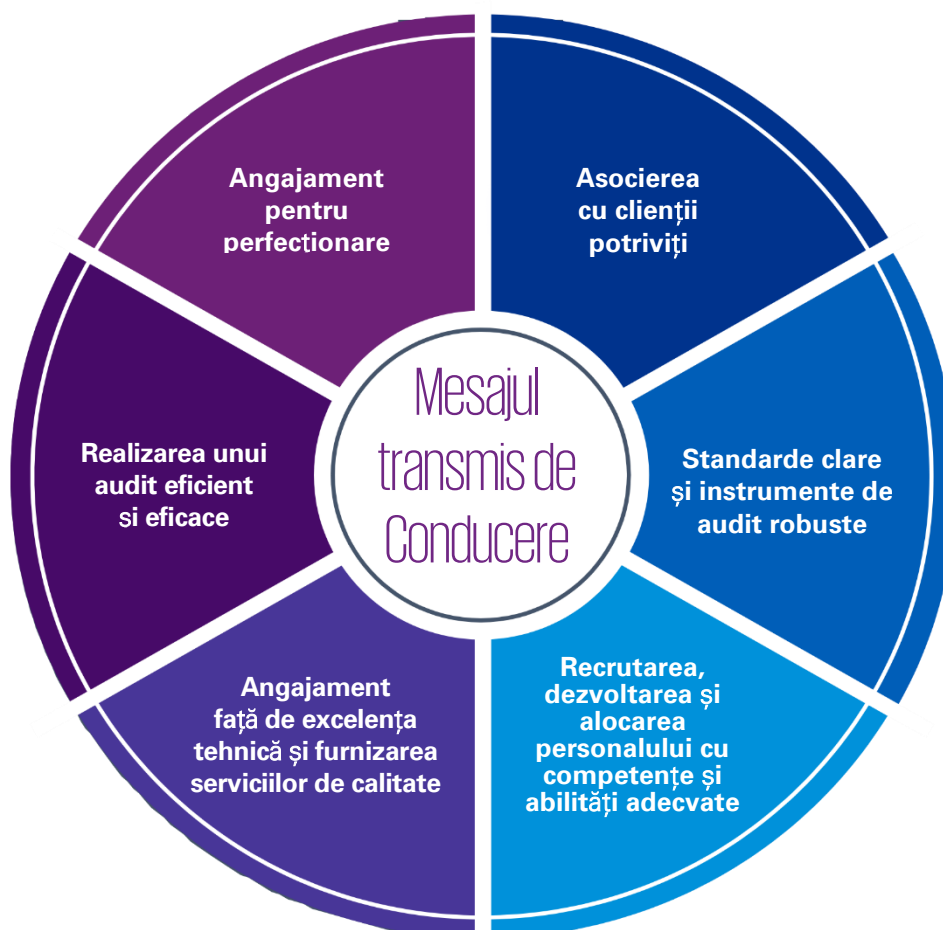 Angajament
pentru
perfecționare
Asocierea
cu clienții
potriviți
Mesajul
transmis de
Conducere
Realizarea unui
audit eficient
si eficace
Standarde clare
și instrumente de
audit robuste
Angajament
față de excelența
tehnică și furnizarea
serviciilor de calitate
Recrutarea,
dezvoltarea și
alocarea
personalului cu
competențe și
abilități adecvate